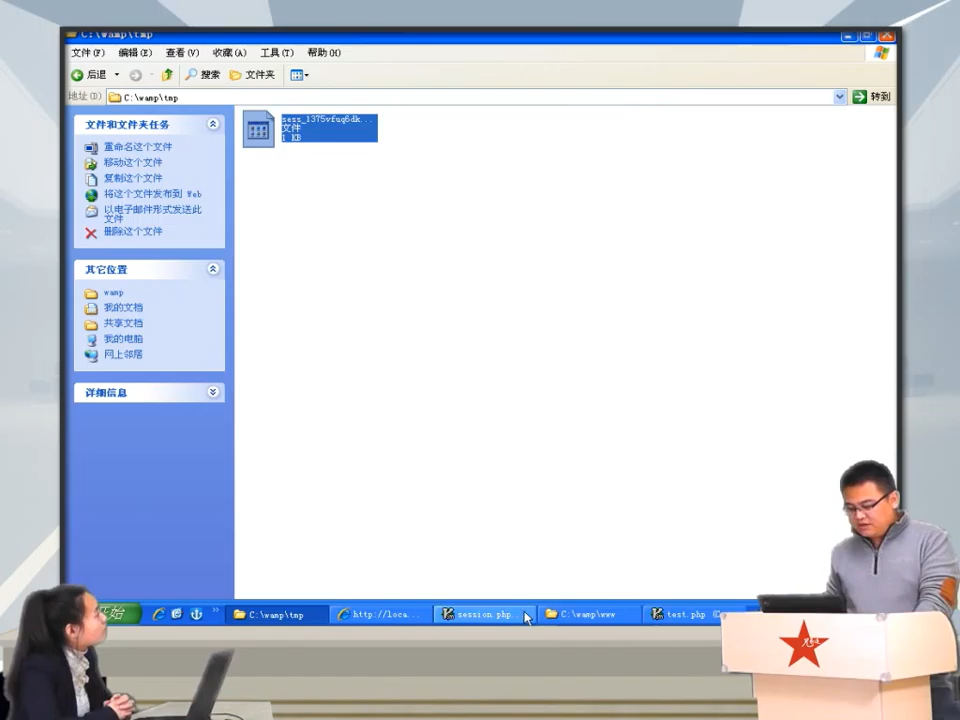 C:\wamp\tmp
文件(F) 编辑(E) 查看(V) 收藏(A) 工具(T) 帮助(H)
后退 搜索 文件夹
地址(D) C:\wamp\tmp 转到
文件和文件夹任务
重命名这个文件
移动这个文件
复制这个文件
将这个文件发布到 Web
以电子邮件形式发送此
文件
删除这个文件
其它位置
wamp
我的文档
共享文档
我的电脑
网上邻居
详细信息
sess_1375vfuq6dk...
文件
1 KB
开始 C:\wamp\tmp http://loca... session.php C:\wamp\www test.php